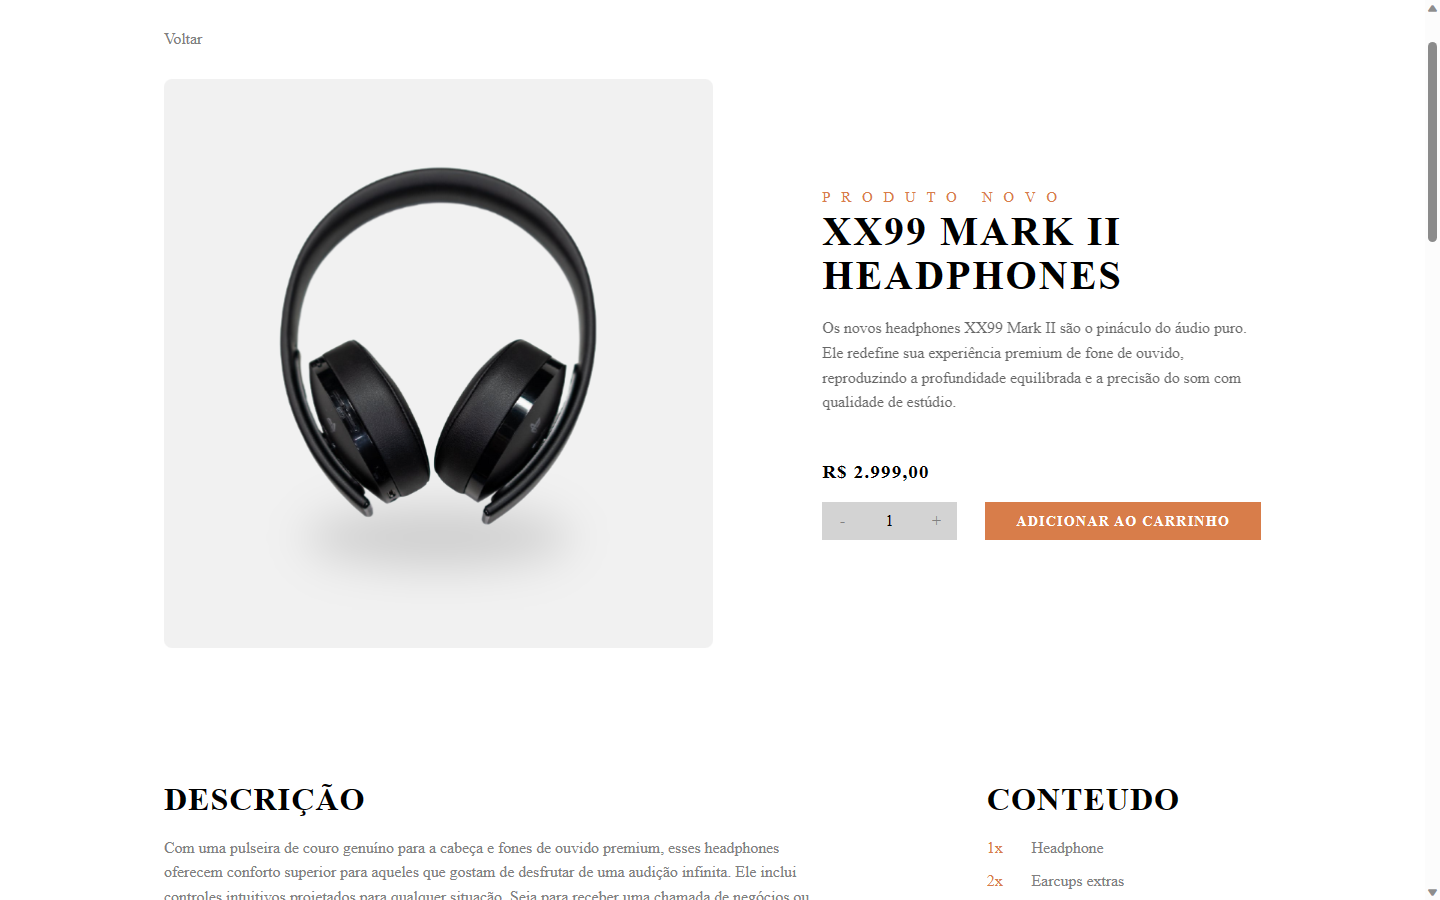 Voltar
PRODUTO NOVO
XX99 MARK II
HEADPHONES
Os novos headphones XX99 Mark II são o pináculo do áudio puro.
Ele redefine sua experiência premium de fone de ouvido,
reproduzindo a profundidade equilibrada e a precisão do som com
qualidade de estúdio.
R$ 2.999,00
- 1 +
ADICIONAR AO CARRINHO
DESCRIÇÃO
Com uma pulseira de couro genuíno para a cabeça e fones de ouvido premium, esses headphones
oferecem conforto superior para aqueles que gostam de desfrutar de uma audição infinita. Ele inclui
controles intuitivos projetados para qualquer situação. Seja para receber uma chamada de negócios ou
CONTEUDO
1x Headphone
2x Earcups extras